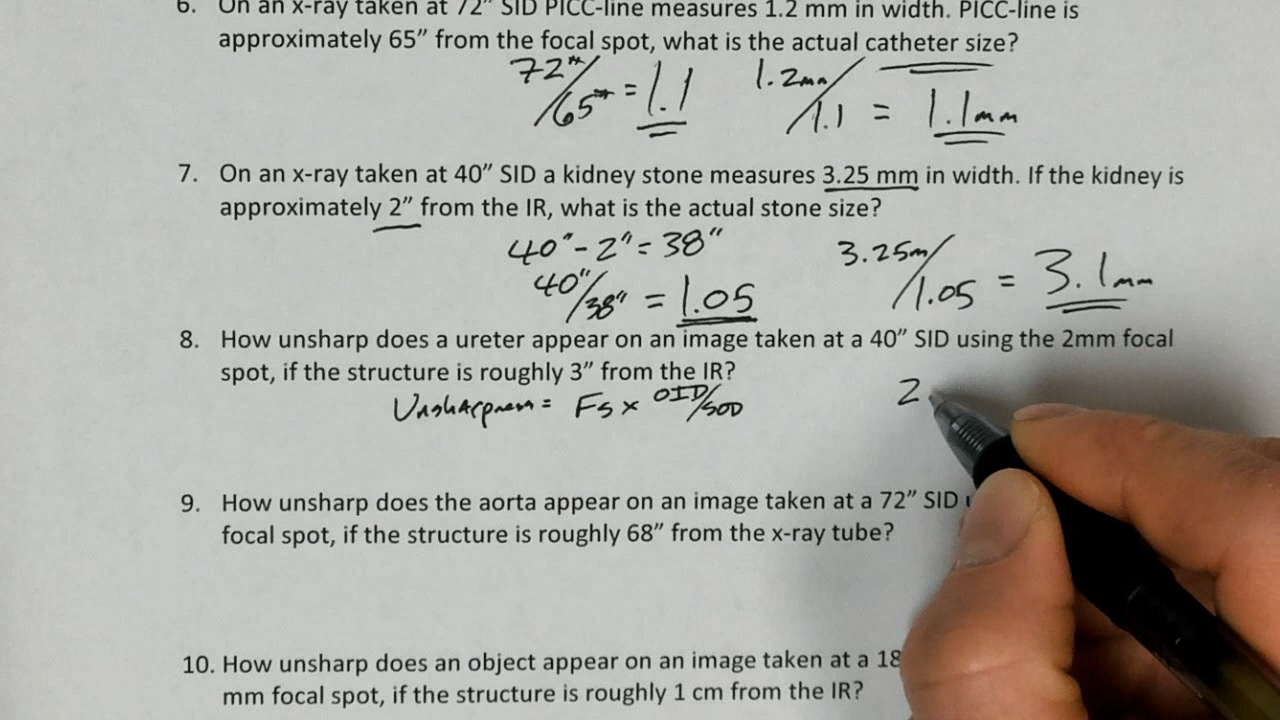 6. On an x-ray taken at 72” SID PICC-line measures 1.2 mm in width. PICC-line is
approximately 65” from the focal spot, what is the actual catheter size?
72"/65" = 1.1 1.2mm/1.1 = 1.1mm
7. On an x-ray taken at 40” SID a kidney stone measures 3.25 mm in width. If the kidney is
approximately 2” from the IR, what is the actual stone size?
40" - 2" = 38"
40"/38" = 1.05 3.25m/1.05 = 3.1mm
8. How unsharp does a ureter appear on an image taken at a 40” SID using the 2mm focal
spot, if the structure is roughly 3” from the IR?
Unsharpness = FS x OID/SOD 2
9. How unsharp does the aorta appear on an image taken at a 72” SID
focal spot, if the structure is roughly 68” from the x-ray tube?
10. How unsharp does an object appear on an image taken at a 18
mm focal spot, if the structure is roughly 1 cm from the IR?